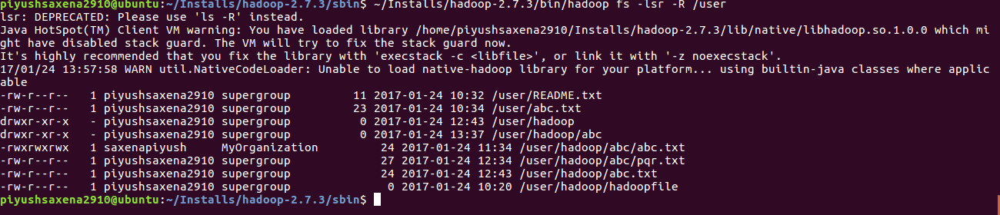 piyushsaxena2910@ubuntu:~/Installs/hadoop-2.7.3/sbin$ ~/Installs/hadoop-2.7.3/bin/hadoop fs -lsr -R /user
lsr: DEPRECATED: Please use 'ls -R' instead.
Java HotSpot(TM) Client VM warning: You have loaded library /home/piyushsaxena2910/Installs/hadoop-2.7.3/lib/native/libhadoop.so.1.0.0 which mi
ght have disabled stack guard. The VM will try to fix the stack guard now.
It's highly recommended that you fix the library with 'execstack -c <libfile>', or link it with '-z noexecstack'.
17/01/24 13:57:58 WARN util.NativeCodeLoader: Unable to load native-hadoop library for your platform... using builtin-java classes where applic
able
-rw-r--r--   1 piyushsaxena2910 supergroup         11 2017-01-24 10:32 /user/README.txt
-rw-r--r--   1 piyushsaxena2910 supergroup         23 2017-01-24 10:34 /user/abc.txt
drwxr-xr-x   - piyushsaxena2910 supergroup          0 2017-01-24 12:43 /user/hadoop
drwxr-xr-x   - piyushsaxena2910 supergroup          0 2017-01-24 13:37 /user/hadoop/abc
-rwxrwxrwx   1 saxenapiyush     MyOrganization         24 2017-01-24 11:34 /user/hadoop/abc/abc.txt
-rw-r--r--   1 piyushsaxena2910 supergroup             27 2017-01-24 12:34 /user/hadoop/abc/pqr.txt
-rw-r--r--   1 piyushsaxena2910 supergroup             24 2017-01-24 12:43 /user/hadoop/abc.txt
-rw-r--r--   1 piyushsaxena2910 supergroup              0 2017-01-24 10:20 /user/hadoop/hadoopfile
piyushsaxena2910@ubuntu:~/Installs/hadoop-2.7.3/sbin$